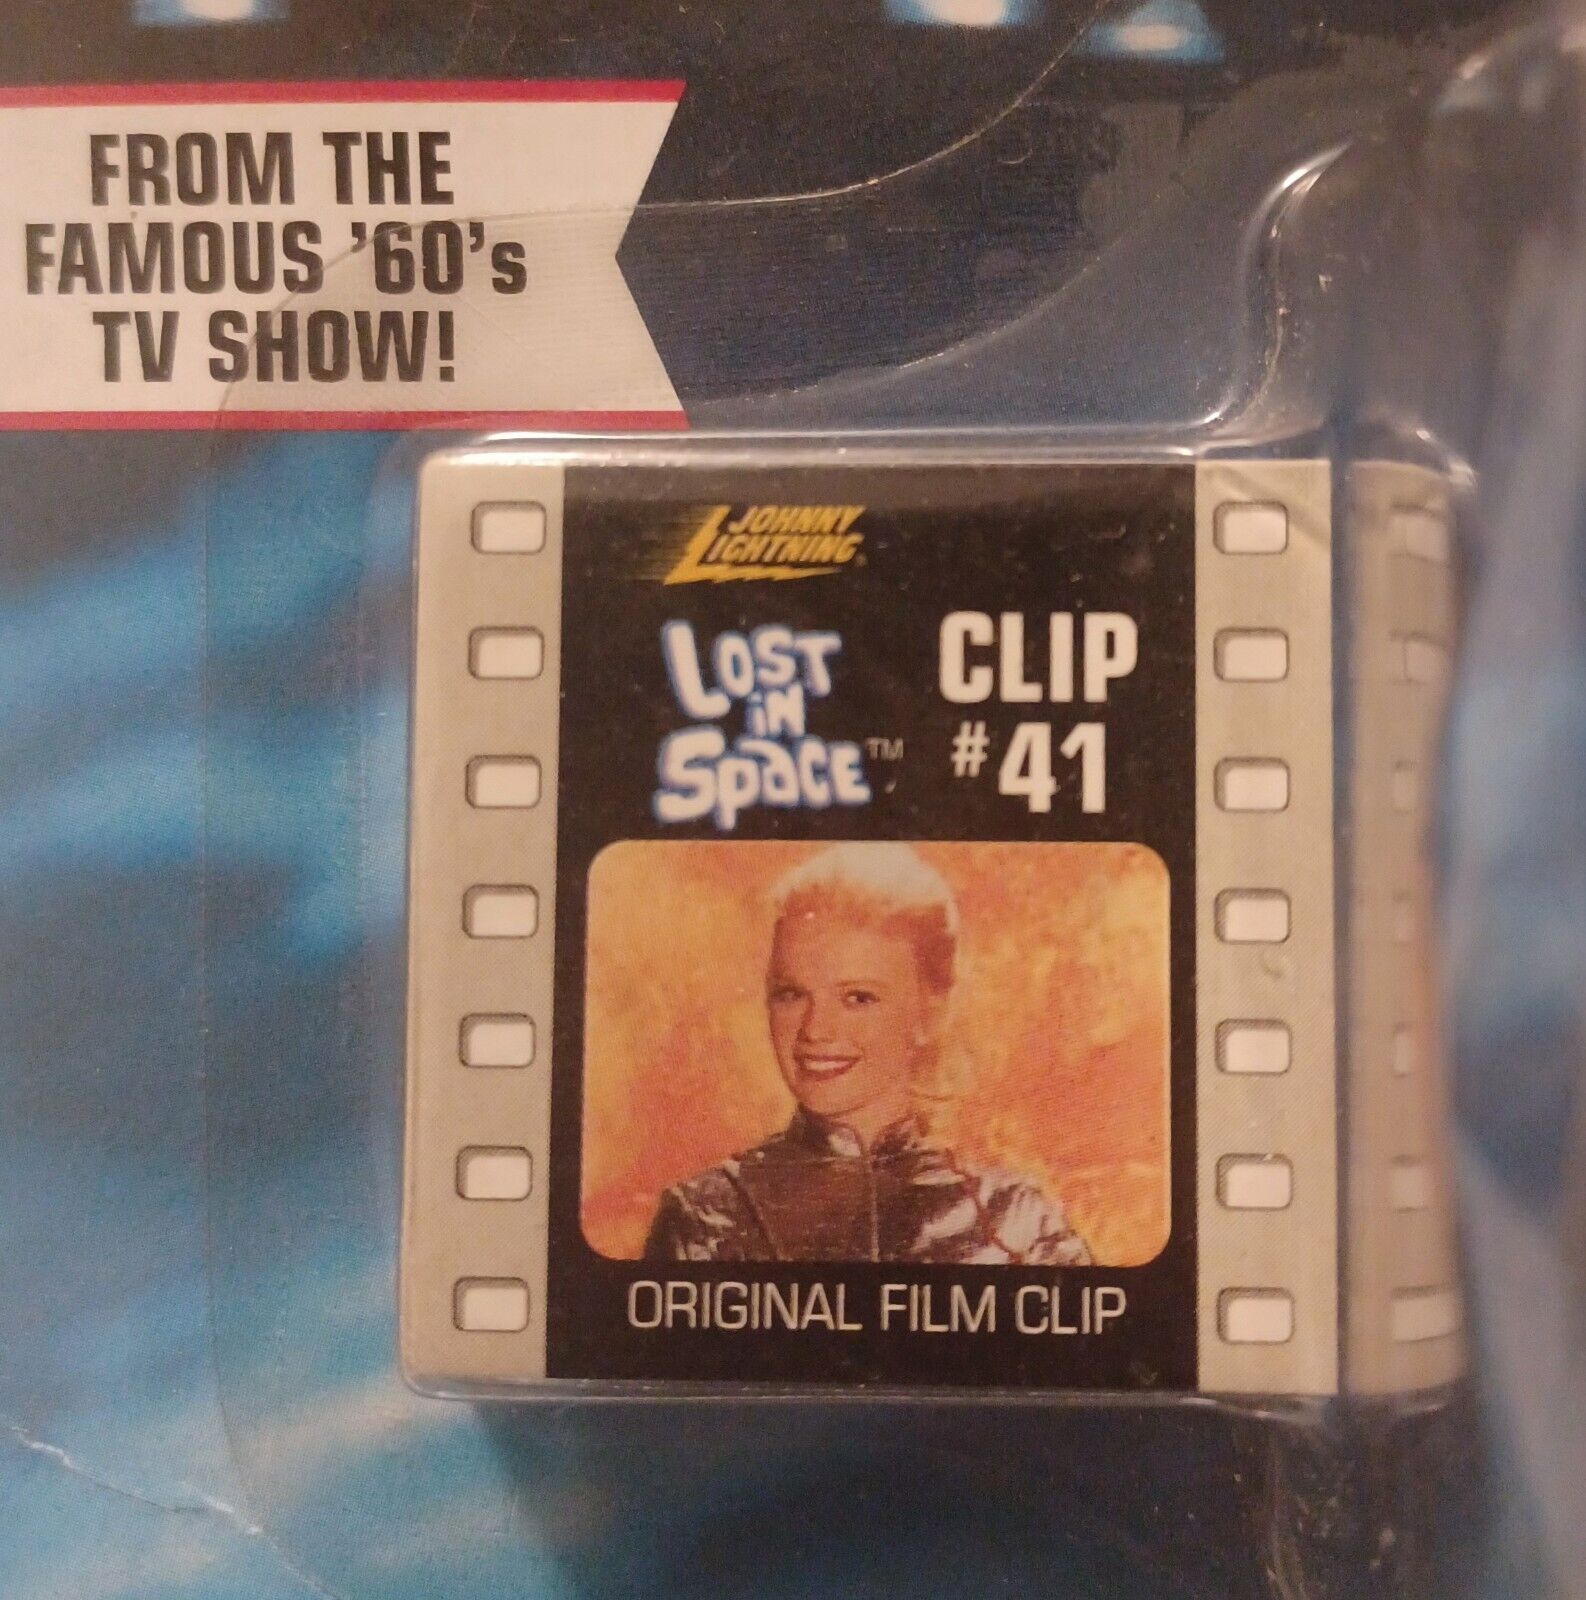 FROM THE
FAMOUS '60's
TV SHOW!
JOHNNY
LIGHTNING
LOST
iN
SpaCE™
CLIP
#41
ORIGINAL FILM CLIP